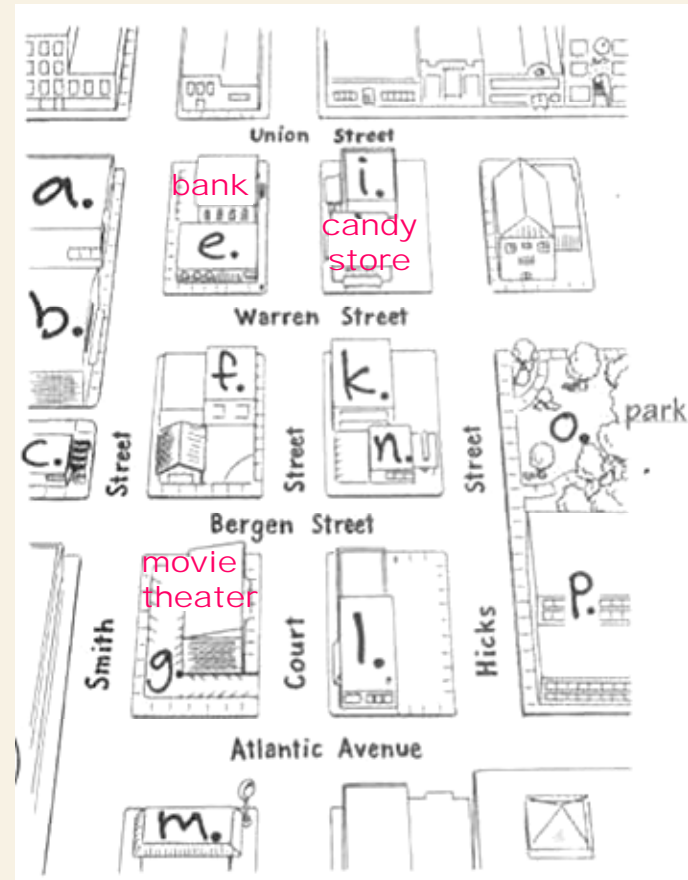 Union Street
a.
bank
i.
candy
store
e.
Warren Street
b.
f.
k.
o.
park
c.
n.
Street
Street
Street
Bergen Street
movie
theater
p.
g.
l.
Smith
Court
Hicks
Atlantic Avenue
m.